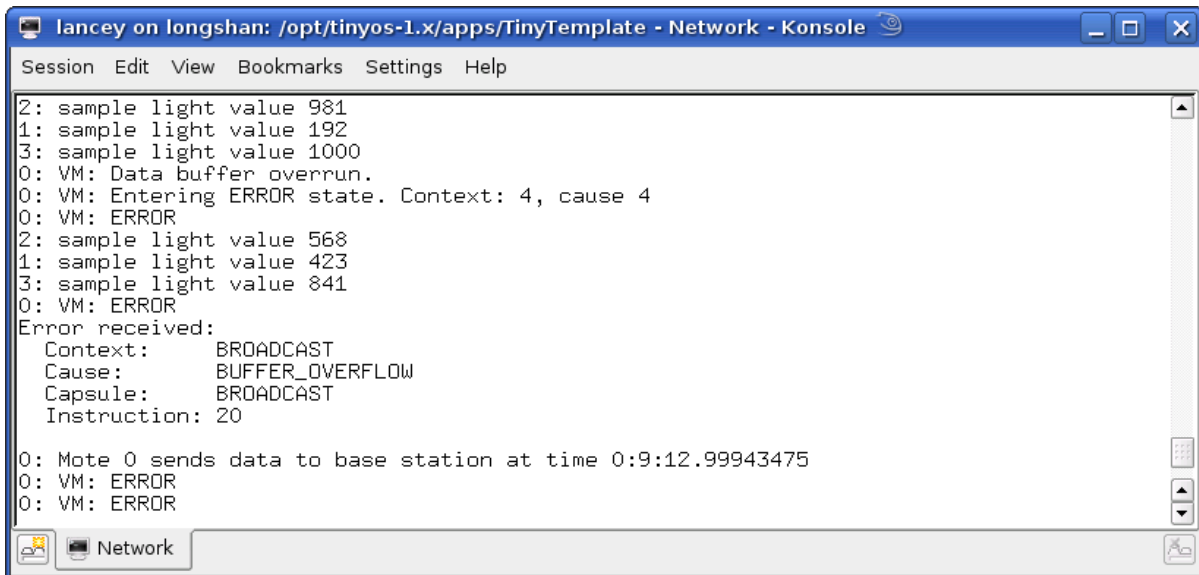 lancey on longshan: /opt/tinyos-1.x/apps/TinyTemplate - Network - Konsole
Session Edit View Bookmarks Settings Help
2: sample light value 981
1: sample light value 192
3: sample light value 1000
0: VM: Data buffer overrun.
0: VM: Entering ERROR state. Context: 4, cause 4
0: VM: ERROR
2: sample light value 568
1: sample light value 423
3: sample light value 841
0: VM: ERROR
Error received:
  Context:     BROADCAST
  Cause:       BUFFER_OVERFLOW
  Capsule:     BROADCAST
  Instruction: 20
0: Mote 0 sends data to base station at time 0:9:12.99943475
0: VM: ERROR
0: VM: ERROR
Network